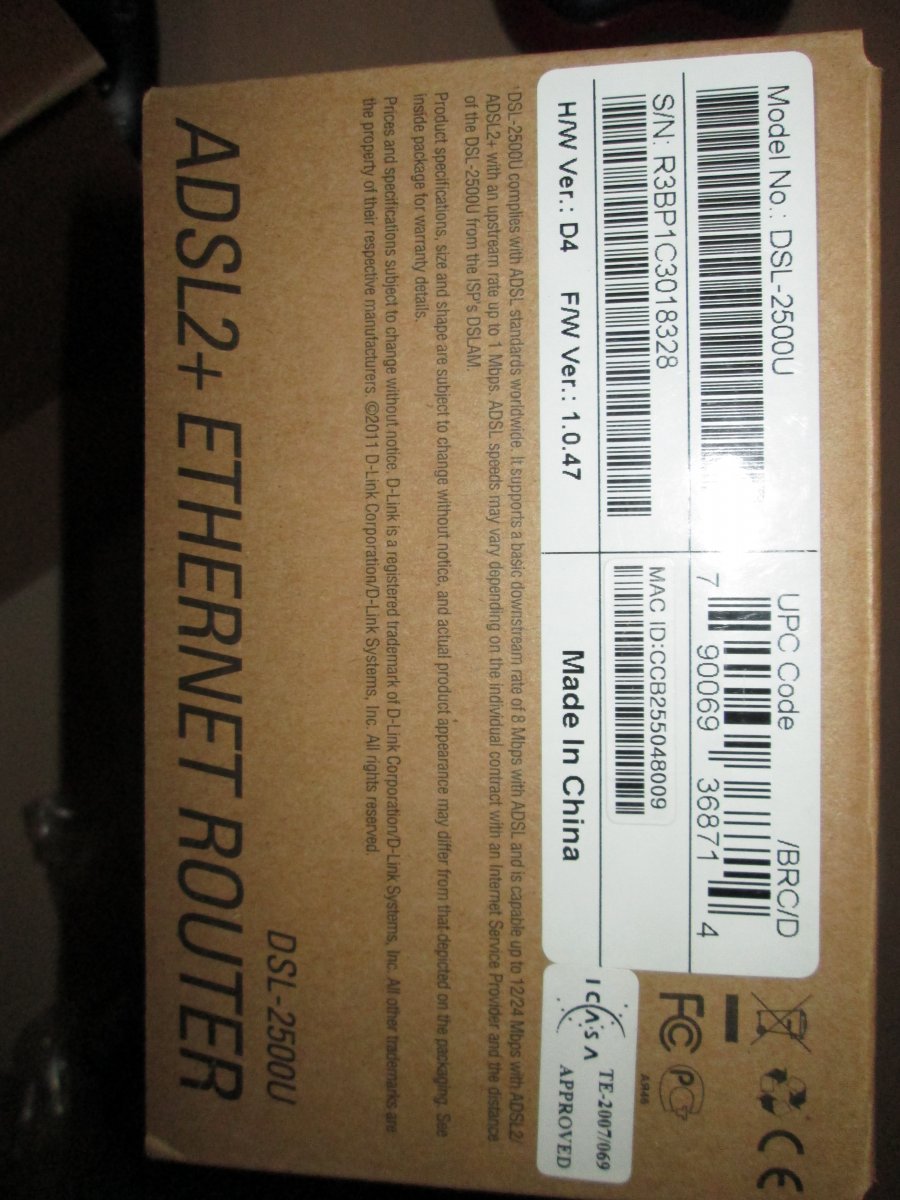 Model No.: DSL-2500U
UPC Code /BRC/D
7 90069 36871 4
S/N: R3BP1C3018328
MAC ID:CCB255048009
H/W Ver.: D4 F/W Ver.: 1.0.47
Made In China
CE
FC
PG
A946
ICASA
TE-2007/069
APPROVED
¹DSL-2500U complies with ADSL standards worldwide. It supports a basic downstream rate of 8 Mbps with ADSL and is capable up to 12/24 Mbps with ADSL2/
ADSL2+ with an upstream rate up to 1 Mbps. ADSL speeds may vary depending on the individual contract with an Internet Service Provider and the distance
of the DSL-2500U from the ISP's DSLAM.
Product specifications, size and shape are subject to change without notice, and actual product appearance may differ from that depicted on the packaging. See
inside package for warranty details.
Prices and specifications subject to change without notice. D-Link is a registered trademark of D-Link Corporation/D-Link Systems, Inc. All other trademarks are
the property of their respective manufacturers. ©2011 D-Link Corporation/D-Link Systems, Inc. All rights reserved.
DSL-2500U
ADSL2+ ETHERNET ROUTER